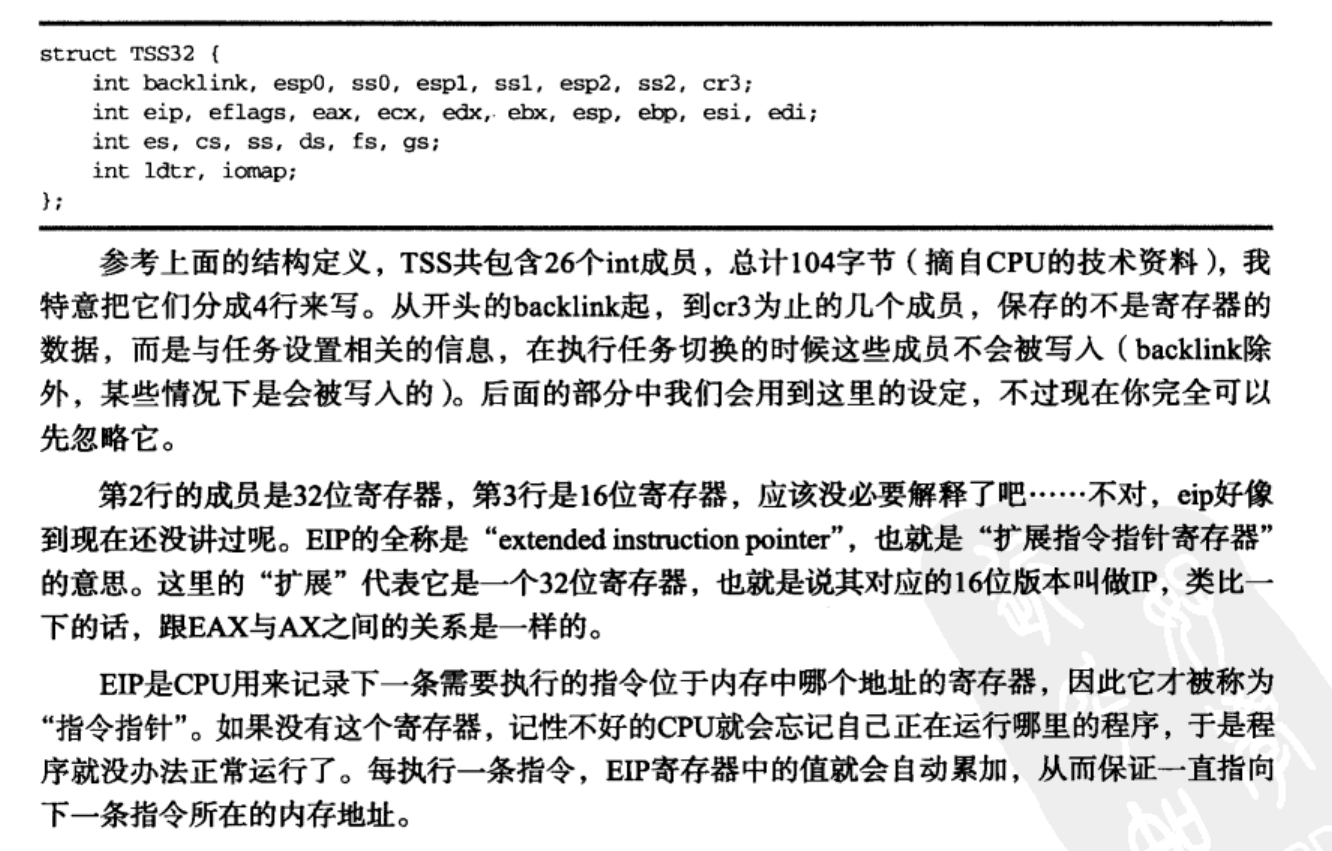 struct TSS32 {
int backlink, esp0, ss0, esp1, ss1, esp2, ss2, cr3;
int eip, eflags, eax, ecx, edx, ebx, esp, ebp, esi, edi;
int es, cs, ss, ds, fs, gs;
int ldtr, iomap;
};
参考上面的结构定义，TSS共包含26个int成员，总计104字节（摘自CPU的技术资料），我
特意把它们分成4行来写。从开头的backlink起，到cr3为止的几个成员，保存的不是寄存器的
数据，而是与任务设置相关的信息，在执行任务切换的时候这些成员不会被写入（backlink除
外，某些情况下是会被写入的）。后面的部分中我们会用到这里的设定，不过现在你完全可以
先忽略它。
第2行的成员是32位寄存器，第3行是16位寄存器，应该没必要解释了吧……不对，eip好像
到现在还没讲过呢。EIP的全称是“extended instruction pointer”，也就是“扩展指令指针寄存器”
的意思。这里的“扩展”代表它是一个32位寄存器，也就是说其对应的16位版本叫做IP，类比一
下的话，跟EAX与AX之间的关系是一样的。
EIP是CPU用来记录下一条需要执行的指令位于内存中哪个地址的寄存器，因此它才被称为
“指令指针”。如果没有这个寄存器，记性不好的CPU就会忘记自己正在运行哪里的程序，于是程
序就没办法正常运行了。每执行一条指令，EIP寄存器中的值就会自动累加，从而保证一直指向
下一条指令所在的内存地址。